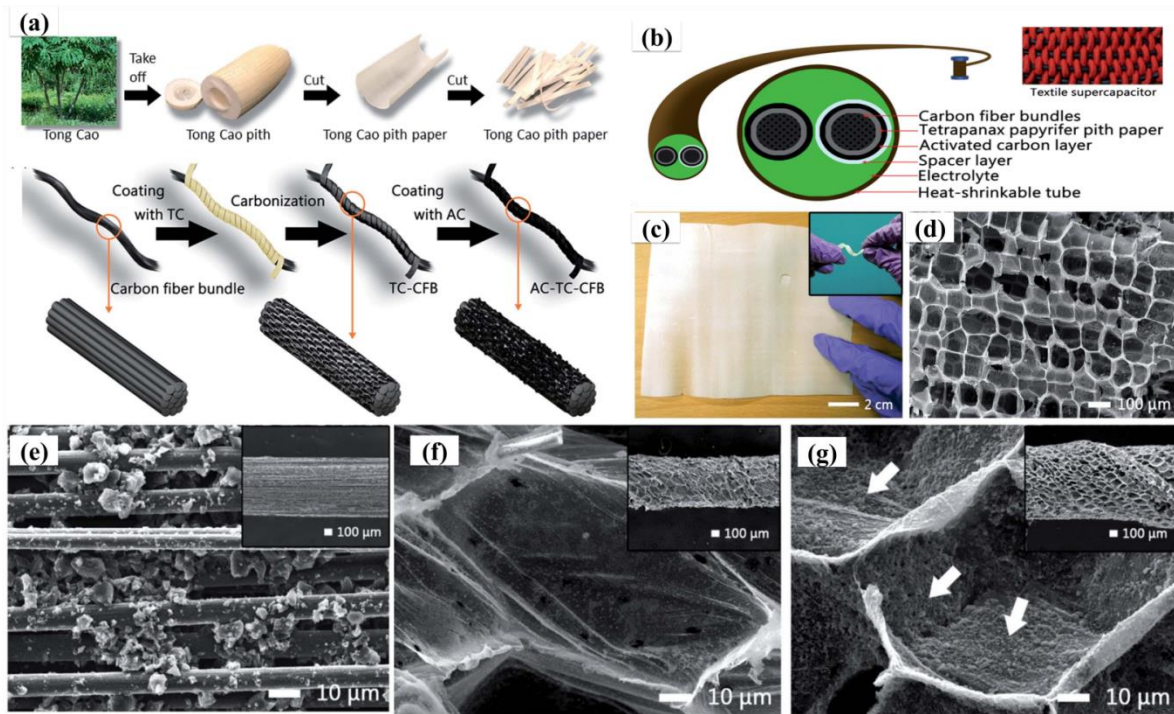 (a)
Take
off
Cut
Cut
Tong Cao
Tong Cao pith
Tong Cao pith paper
Tong Cao pith paper
Coating
with TC
Carbonization
Coating
with AC
Carbon fiber bundle
TC-CFB
AC-TC-CFB
(b)
Textile supercapacitor
Carbon fiber bundles
Tetrapanax papyrifer pith paper
Activated carbon layer
Spacer layer
Electrolyte
Heat-shrinkable tube
(c)
2 cm
(d)
100 μm
(e)
100 μm
10 μm
(f)
100 μm
10 μm
(g)
100 μm
10 μm